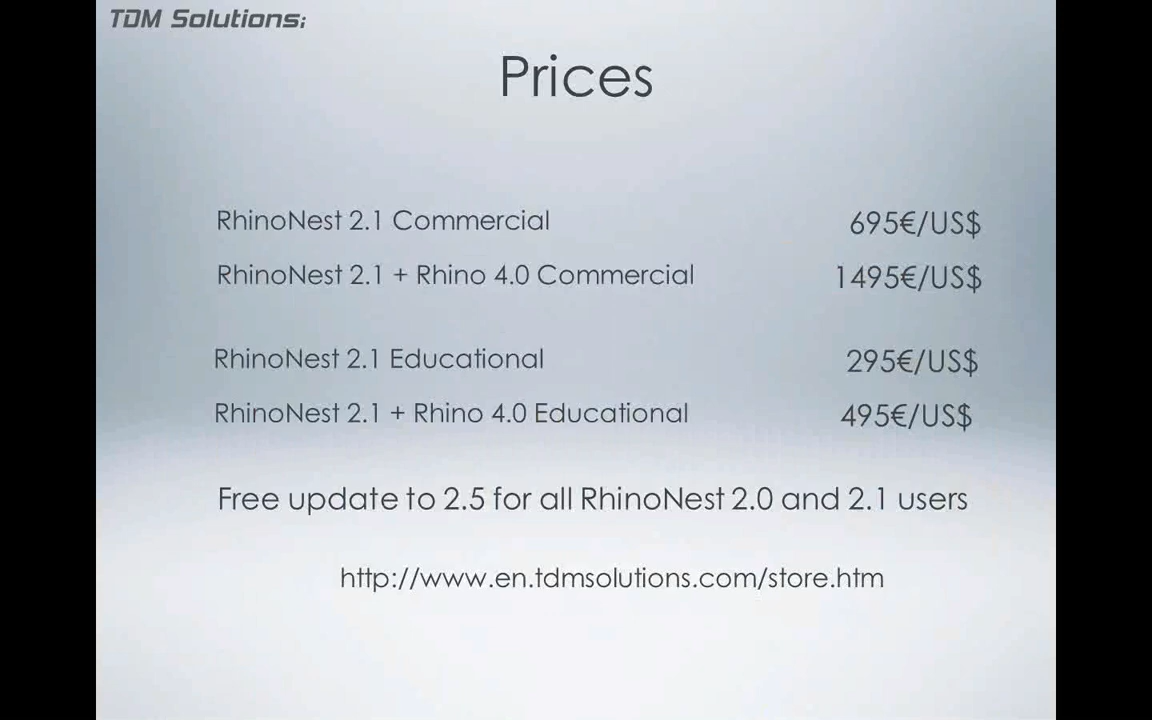 TDM Solutions;
Prices
RhinoNest 2.1 Commercial 695€/US$
RhinoNest 2.1 + Rhino 4.0 Commercial 1495€/US$
RhinoNest 2.1 Educational 295€/US$
RhinoNest 2.1 + Rhino 4.0 Educational 495€/US$
Free update to 2.5 for all RhinoNest 2.0 and 2.1 users
http://www.en.tdmsolutions.com/store.htm